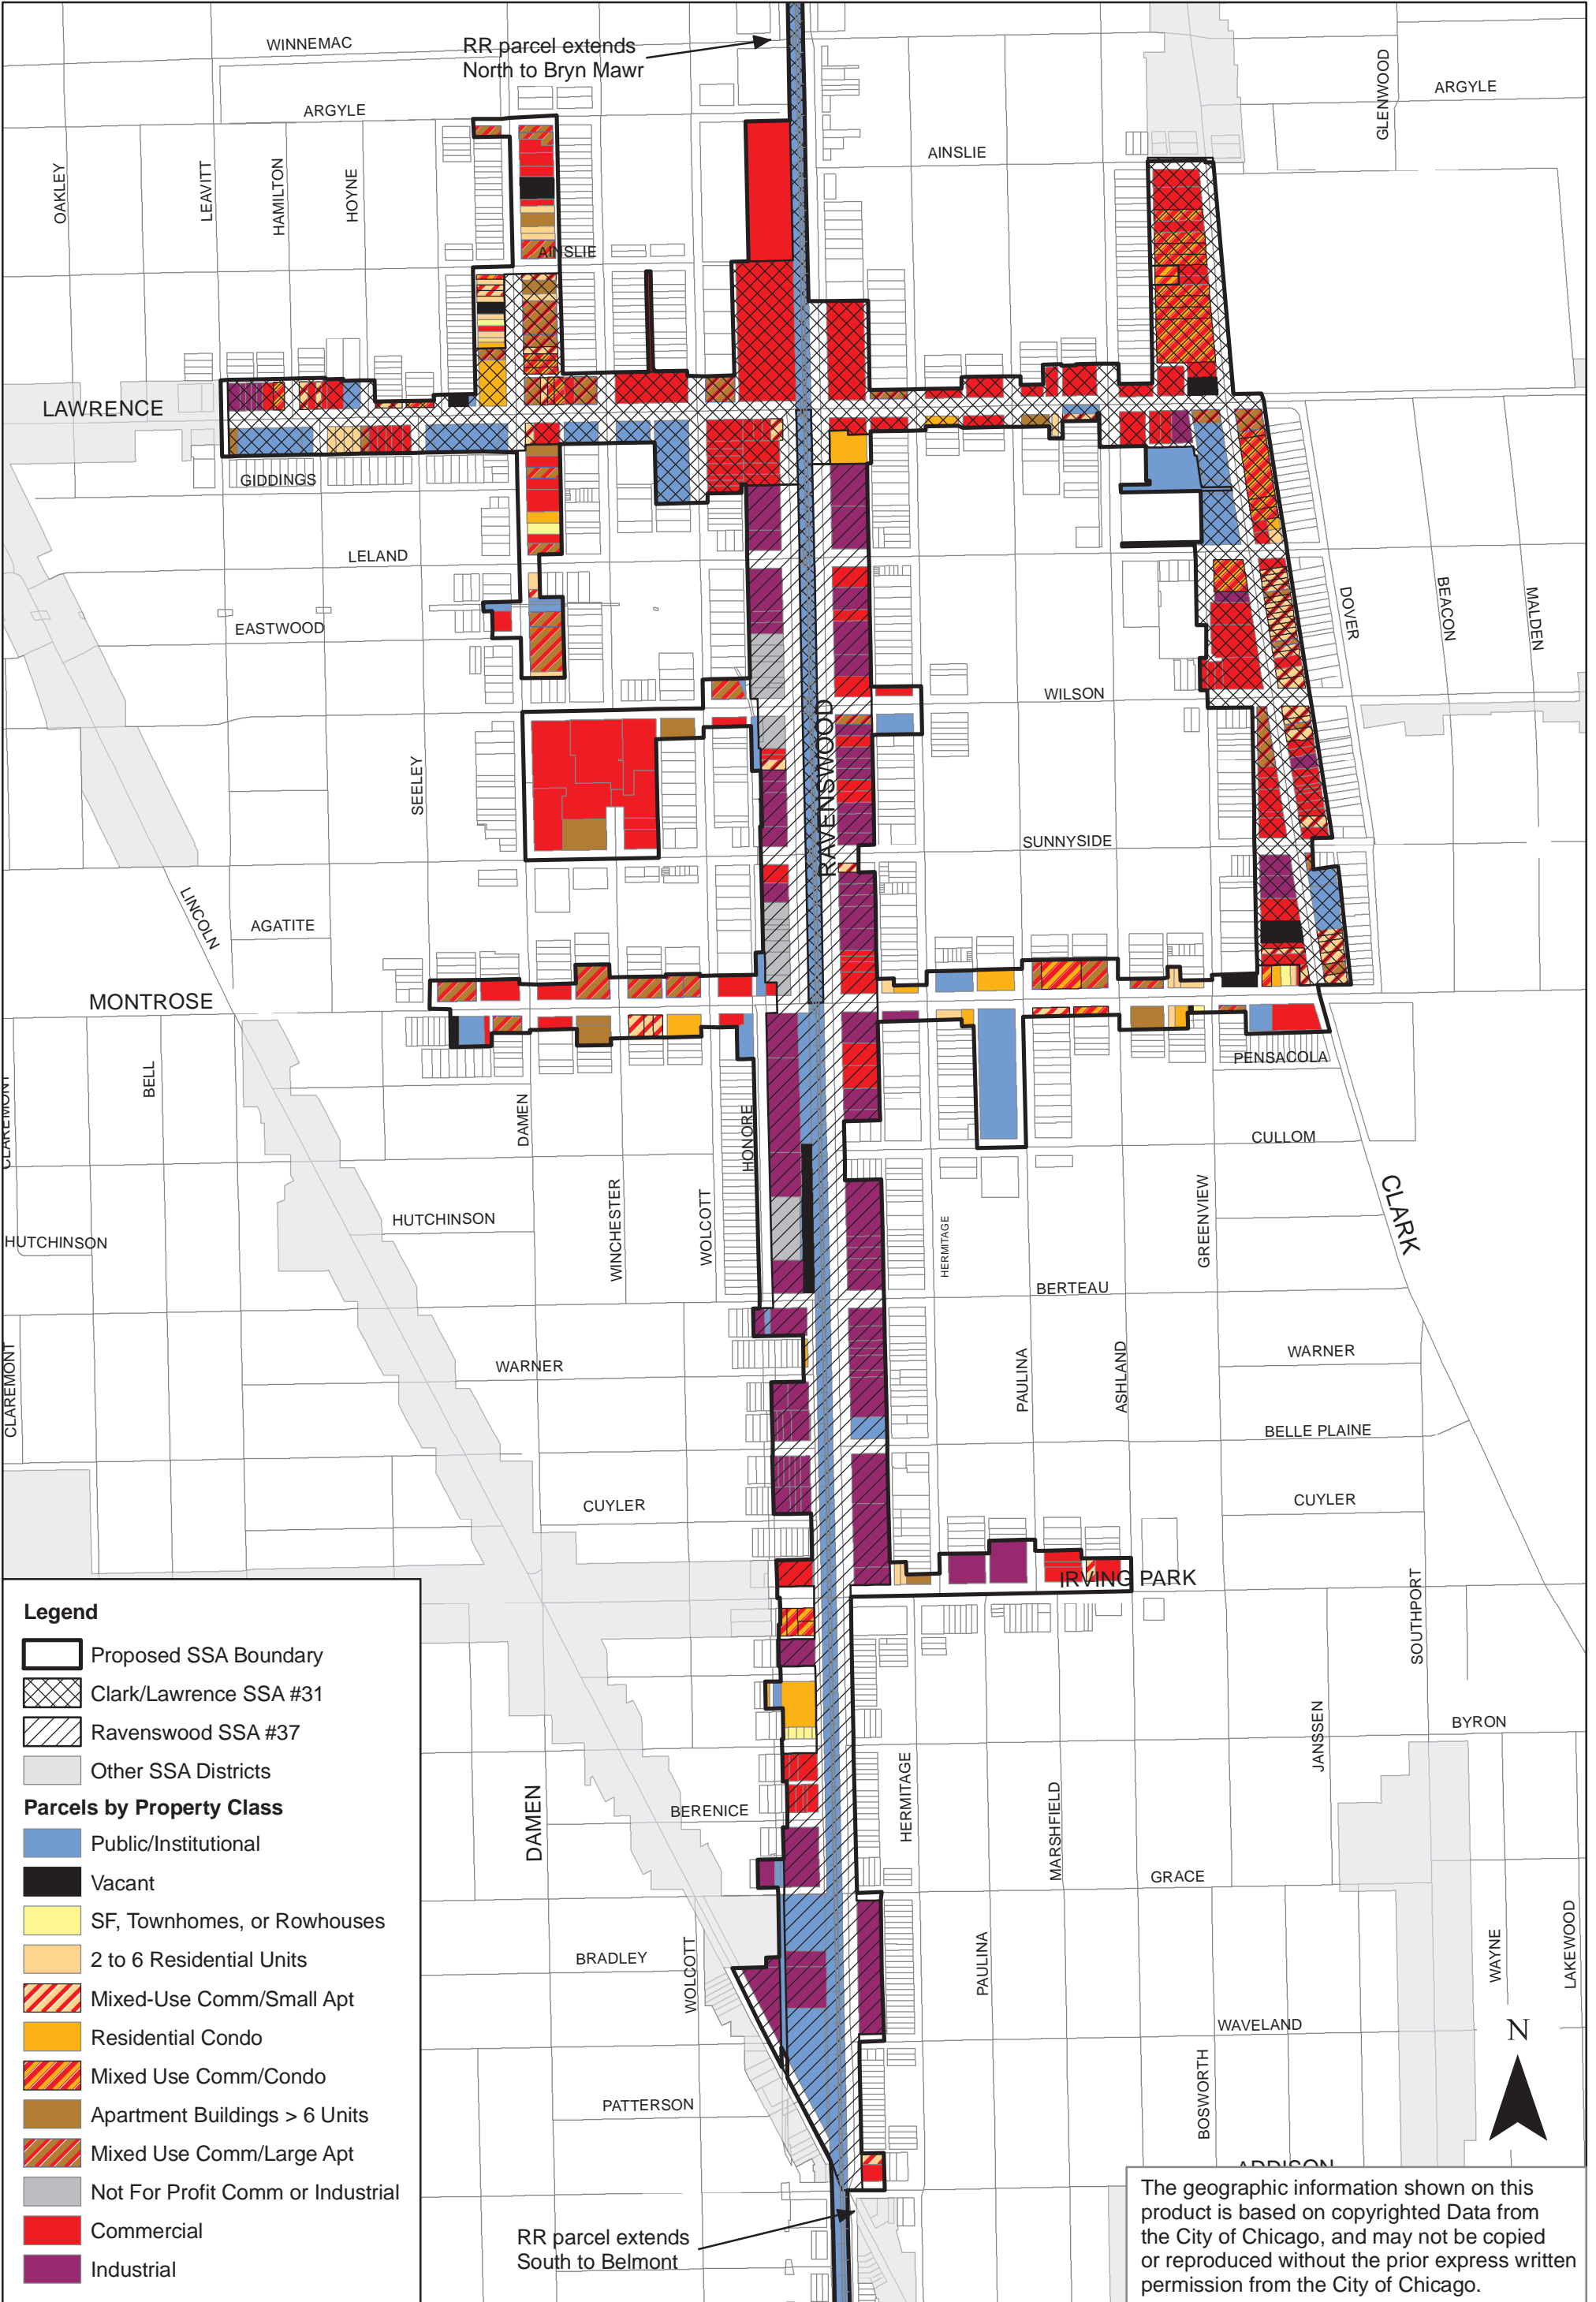 WINNEMAC
RR parcel extends
North to Bryn Mawr
ARGYLE
GLENWOOD
ARGYLE
AINSLIE
OAKLEY
LEAVITT
HAMILTON
HOYNE
AINSLIE
LAWRENCE
GIDDINGS
LELAND
EASTWOOD
DOVER
BEACON
MALDEN
WILSON
RAVENSWOOD
SEELEY
SUNNYSIDE
LINCOLN
AGATITE
MONTROSE
PENSACOLA
CLAREMONT
BELL
DAMEN
HONORE
CULLOM
CLARK
HUTCHINSON
HUTCHINSON
WINCHESTER
WOLCOTT
HERMITAGE
GREENVIEW
BERTEAU
CLAREMONT
WARNER
PAULINA
ASHLAND
WARNER
BELLE PLAINE
CUYLER
CUYLER
IRVING PARK
SOUTHPORT
JANSSEN
BYRON
DAMEN
BERENICE
HERMITAGE
MARSHFIELD
GRACE
BRADLEY
WOLCOTT
PAULINA
WAYNE
LAKEWOOD
WAVELAND
BOSWORTH
PATTERSON
N
ADDISON
RR parcel extends
South to Belmont
Legend
Proposed SSA Boundary
Clark/Lawrence SSA #31
Ravenswood SSA #37
Other SSA Districts
Parcels by Property Class
Public/Institutional
Vacant
SF, Townhomes, or Rowhouses
2 to 6 Residential Units
Mixed-Use Comm/Small Apt
Residential Condo
Mixed Use Comm/Condo
Apartment Buildings > 6 Units
Mixed Use Comm/Large Apt
Not For Profit Comm or Industrial
Commercial
Industrial
The geographic information shown on this
product is based on copyrighted Data from
the City of Chicago, and may not be copied
or reproduced without the prior express written
permission from the City of Chicago.